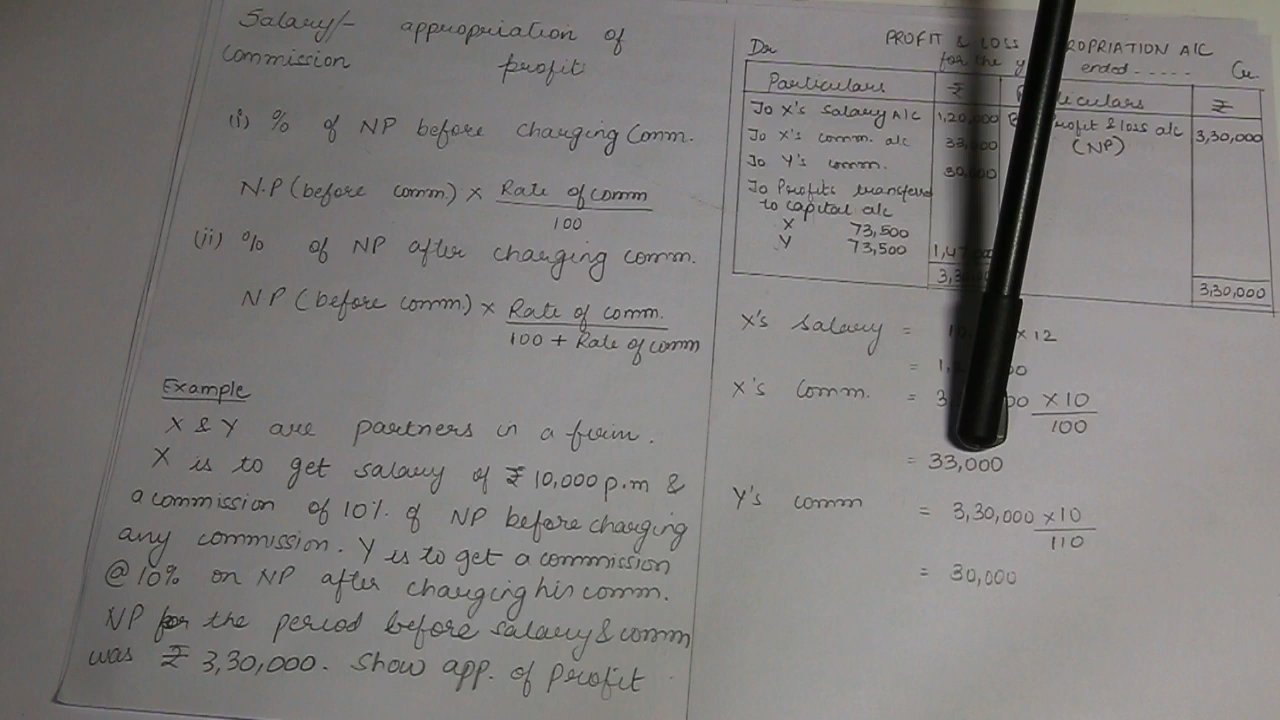 Salary/- appropriation of
commission profit
(i) % of NP before charging Comm.
N.P (before comm.) × Rate of comm
100
(ii) % of NP after charging comm.
NP (before comm.) × Rate of comm.
100 + Rate of comm
Example
X & Y are partners in a firm.
X is to get salary of ₹ 10,000 p.m &
a commission of 10% of NP before charging
any commission. Y is to get a commission
@ 10% on NP after charging his comm.
NP for the period before salary & comm
was ₹ 3,30,000. Show app. of Profit
PROFIT & LOSS A/C
Dr for the ended ----- Cr
Particulars ₹ ₹
To X's Salary A/C 1,20,000
To X's comm. a/c & loss a/c 3,30,000
To Y's comm. (NP)
To Profits transferred
to capital a/c
X 73,500
Y 73,500
3,30,000
X's salary = × 12
=
X's Comm. = × 10
100
= 33,000
Y's comm = 3,30,000 × 10
110
= 30,000